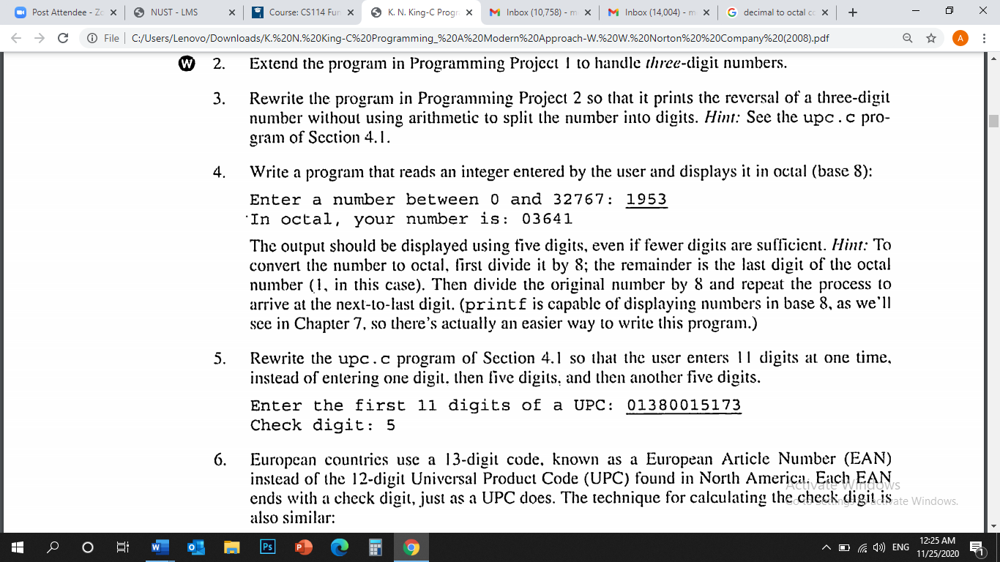 Post Attendee - Zo
NUST - LMS
Course: CS114 Fun
K. N. King-C Progra
Inbox (10,758) - m
Inbox (14,004) - m
decimal to octal co
File | C:/Users/Lenovo/Downloads/K.%20N.%20King-C%20Programming_%20A%20Modern%20Approach-W.%20W.%20Norton%20%20Company%20(2008).pdf
A
W 2. Extend the program in Programming Project 1 to handle three-digit numbers.
3. Rewrite the program in Programming Project 2 so that it prints the reversal of a three-digit
number without using arithmetic to split the number into digits. Hint: See the upc.c pro-
gram of Section 4.1.
4. Write a program that reads an integer entered by the user and displays it in octal (base 8):
Enter a number between 0 and 32767: 1953
In octal, your number is: 03641
The output should be displayed using five digits, even if fewer digits are sufficient. Hint: To
convert the number to octal, first divide it by 8; the remainder is the last digit of the octal
number (1, in this case). Then divide the original number by 8 and repeat the process to
arrive at the next-to-last digit. (printf is capable of displaying numbers in base 8, as we'll
see in Chapter 7, so there's actually an easier way to write this program.)
5. Rewrite the upc.c program of Section 4.1 so that the user enters 11 digits at one time,
instead of entering one digit, then five digits, and then another five digits.
Enter the first 11 digits of a UPC: 01380015173
Check digit: 5
6. European countries use a 13-digit code, known as a European Article Number (EAN)
instead of the 12-digit Universal Product Code (UPC) found in North America. Each EAN
ends with a check digit, just as a UPC does. The technique for calculating the check digit is
also similar:
Activate Windows
Go to Settings to activate Windows.
ENG
12:25 AM
11/25/2020
1